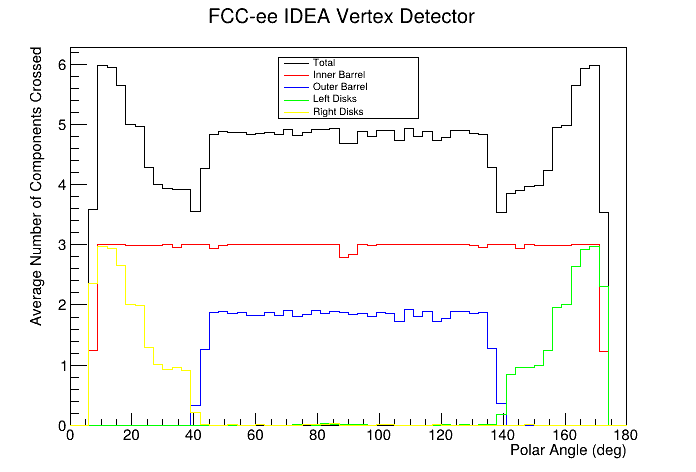 FCC-ee IDEA Vertex Detector
Average Number of Components Crossed
6
5
4
3
2
1
0
Total
Inner Barrel
Outer Barrel
Left Disks
Right Disks
0 20 40 60 80 100 120 140 160 180
Polar Angle (deg)